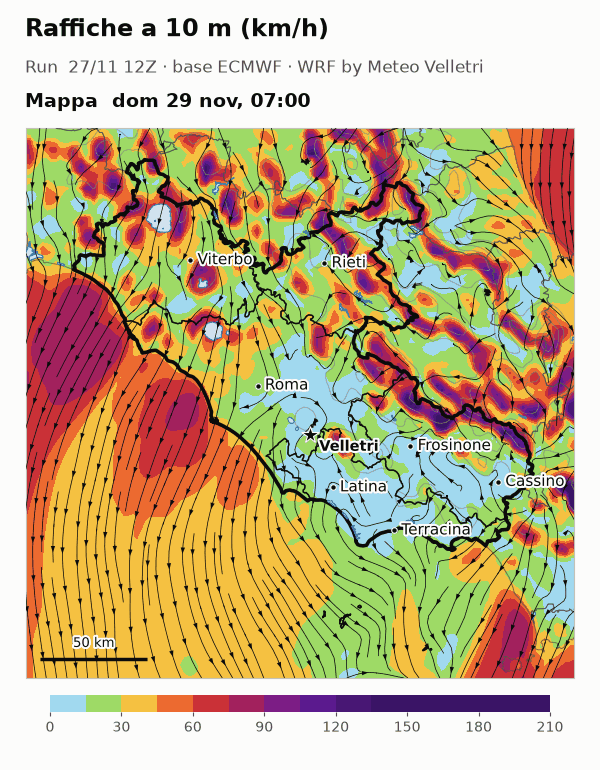 Raffiche a 10 m (km/h)
Run  27/11 12Z · base ECMWF · WRF by Meteo Velletri
Mappa  dom 29 nov, 07:00
Viterbo
Rieti
Roma
Velletri
Frosinone
Cassino
Latina
Terracina
50 km
0 30 60 90 120 150 180 210